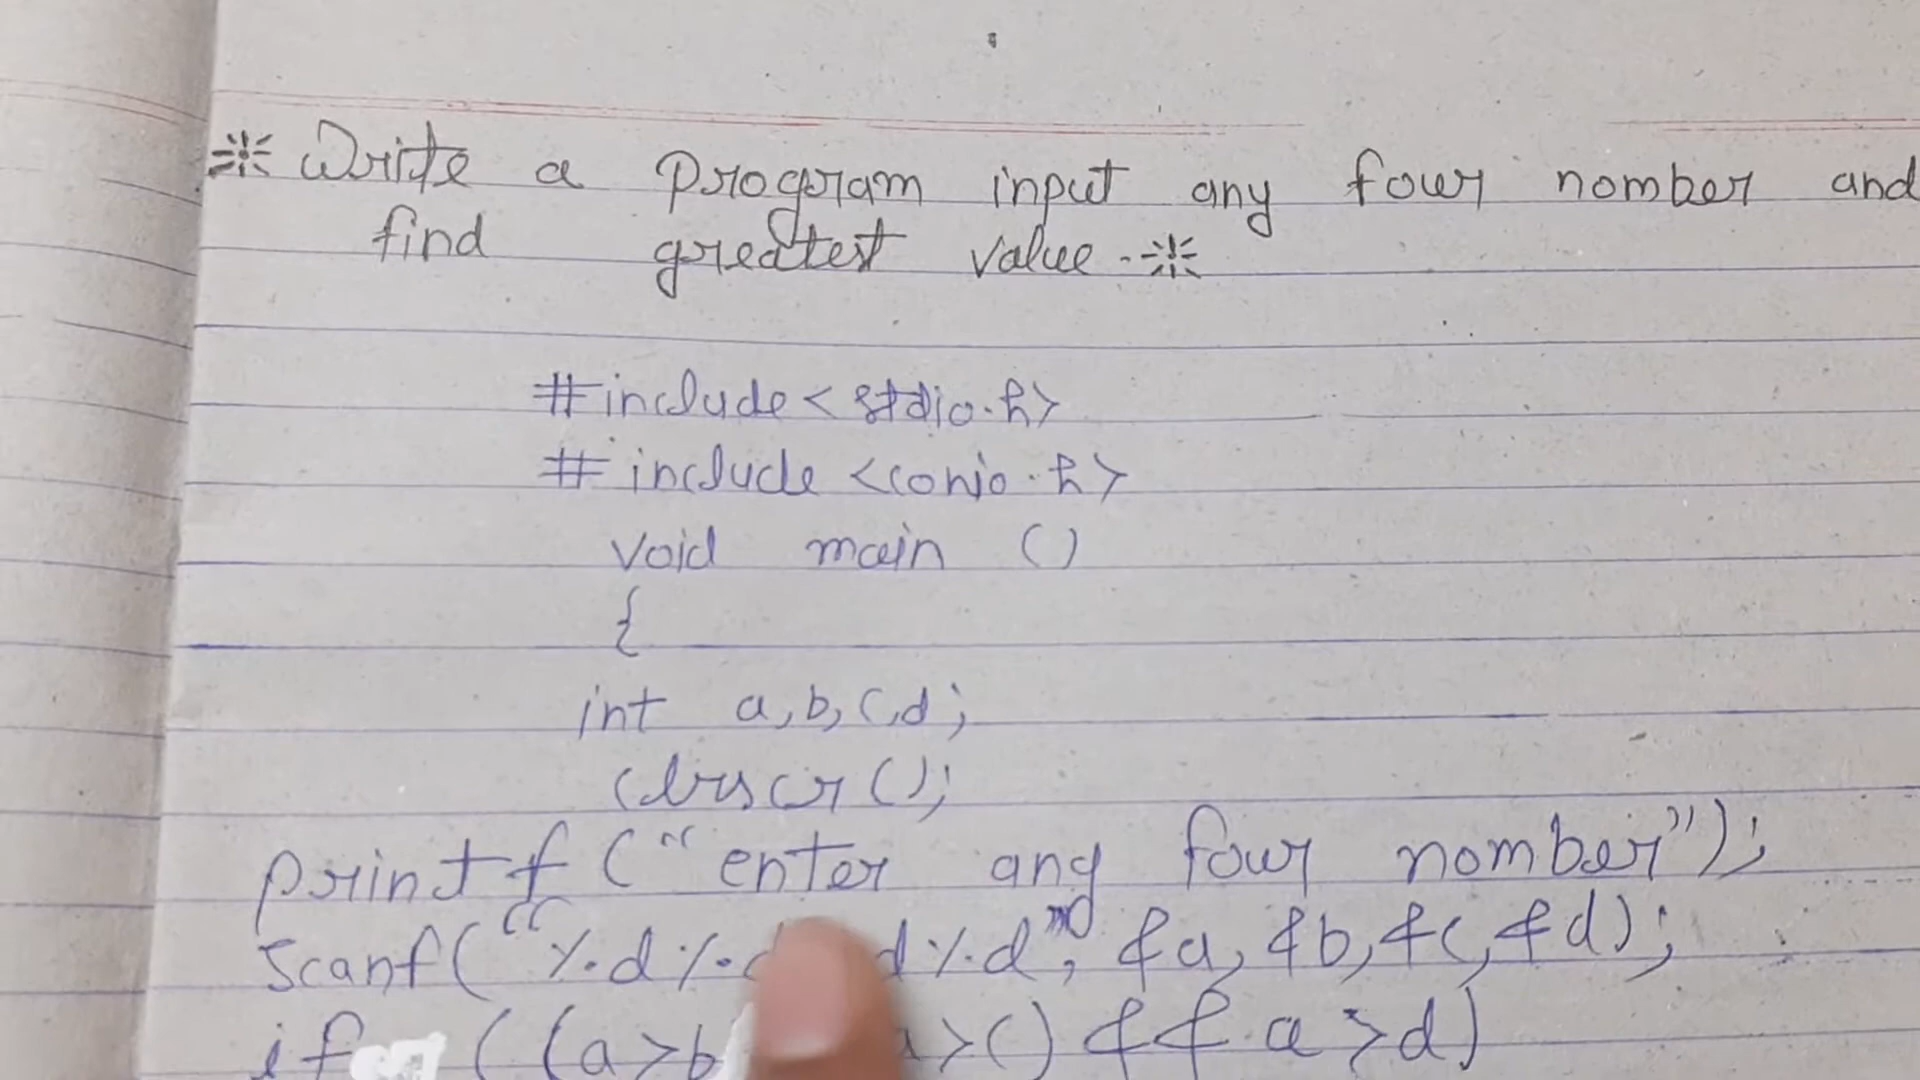 Write a program input any four nomber and
find greatest value.
#include<stdio.h>
#include <conio.h>
void main ()
{
int a,b,c,d;
clrscr();
printf ("enter any four nomber");
Scanf("%d%d %d", &a, &b, &c, &d);
if ((a>b >c) && a>d)